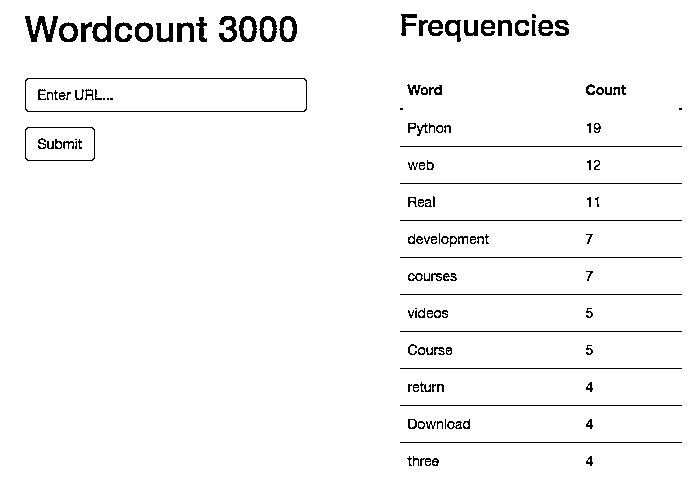 Wordcount 3000
Enter URL...
Submit
Frequencies
Word Count
Python 19
web 12
Real 11
development 7
courses 7
videos 5
Course 5
return 4
Download 4
three 4